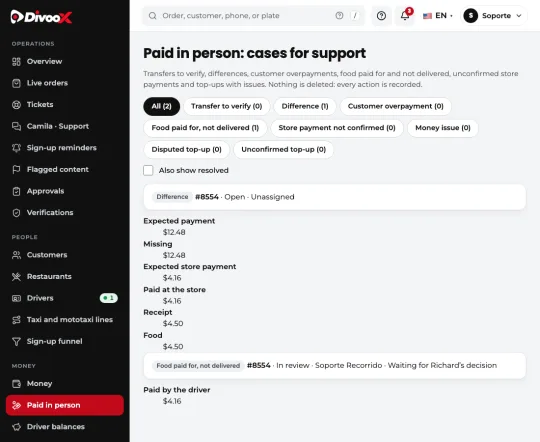 DivooX
Order, customer, phone, or plate
/
3
EN
$
Soporte
OPERATIONS
Overview
Live orders
Tickets
Camila · Support
Sign-up reminders
Flagged content
Approvals
Verifications
PEOPLE
Customers
Restaurants
Drivers
1
Taxi and mototaxi lines
Sign-up funnel
MONEY
Money
Paid in person
Driver balances
Paid in person: cases for support
Transfers to verify, differences, customer overpayments, food paid for and not delivered, unconfirmed store
payments and top-ups with issues. Nothing is deleted: every action is recorded.
All (2)
Transfer to verify (0)
Difference (1)
Customer overpayment (0)
Food paid for, not delivered (1)
Store payment not confirmed (0)
Money issue (0)
Disputed top-up (0)
Unconfirmed top-up (0)
Also show resolved
Difference #8554 · Open · Unassigned
Expected payment
$12.48
Missing
$12.48
Expected store payment
$4.16
Paid at the store
$4.16
Receipt
$4.50
Food
$4.50
Food paid for, not delivered #8554 · In review · Soporte Recorrido · Waiting for Richard's decision
Paid by the driver
$4.16